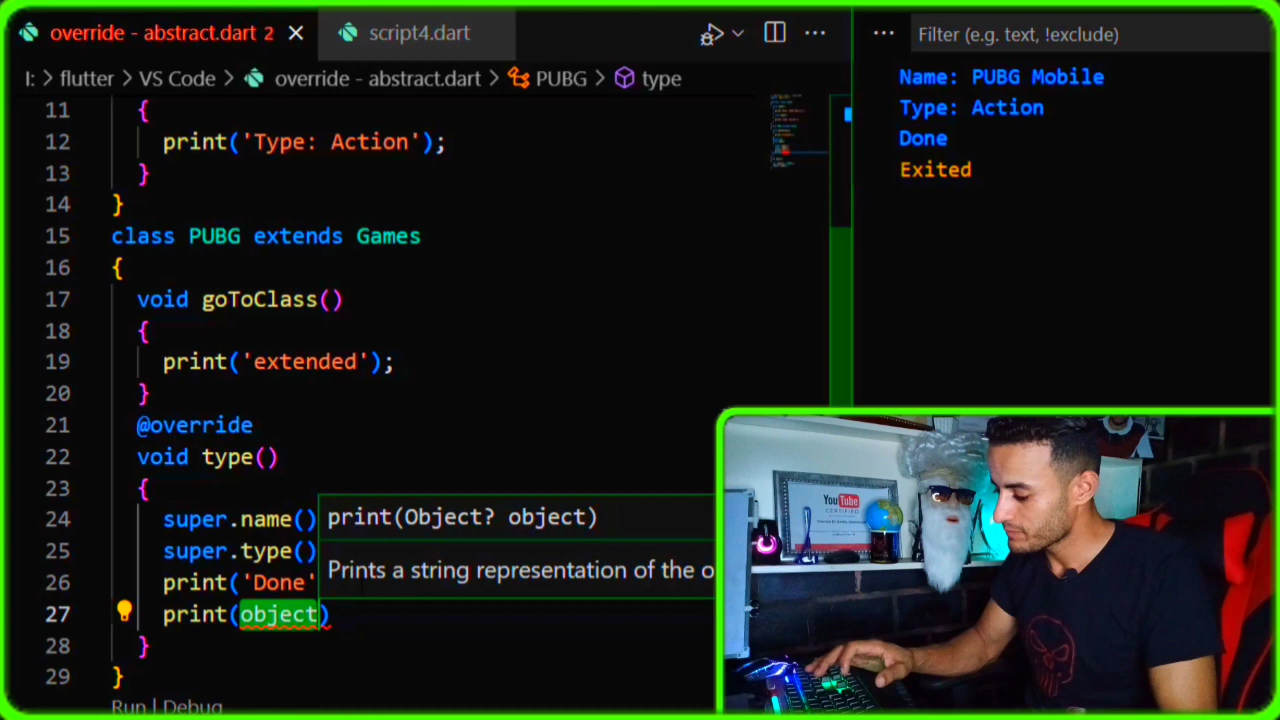 override - abstract.dart 2
script4.dart
Filter (e.g. text, !exclude)
I: > flutter > VS Code > override - abstract.dart > PUBG > type
Name: PUBG Mobile
Type: Action
Done
Exited
11 {
12 print('Type: Action');
13 }
14 }
15 class PUBG extends Games
16 {
17 void goToClass()
18 {
19 print('extended');
20 }
21 @override
22 void type()
23 {
24 super.name()
25 super.type()
26 print('Done'
27 print(object)
28 }
29 }
print(Object? object)
Prints a string representation of the o
Run | Debug
YouTube
CERTIFIED